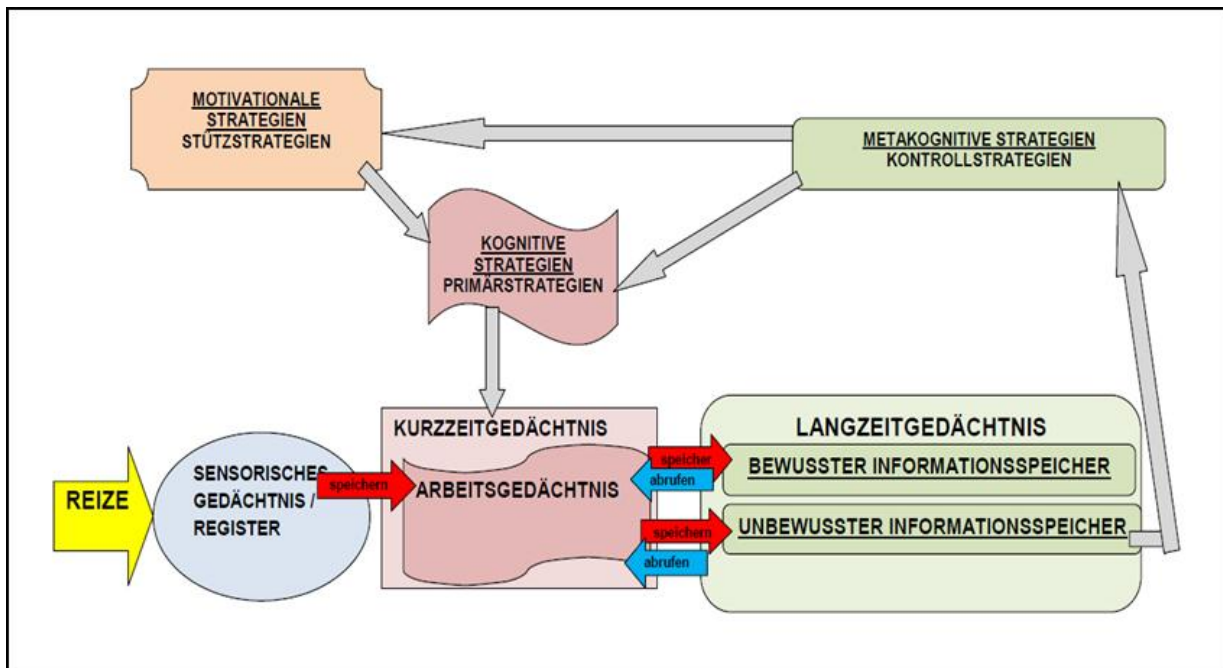 MOTIVATIONALE
STRATEGIEN
STÜTZSTRATEGIEN
METAKOGNITIVE STRATEGIEN
KONTROLLSTRATEGIEN
KOGNITIVE
STRATEGIEN
PRIMÄRSTRATEGIEN
REIZE
SENSORISCHES
GEDÄCHTNIS /
REGISTER
speichern
KURZZEITGEDÄCHTNIS
ARBEITSGEDÄCHTNIS
speicher
abrufen
speichern
abrufen
LANGZEITGEDÄCHTNIS
BEWUSSTER INFORMATIONSSPEICHER
UNBEWUSSTER INFORMATIONSSPEICHER